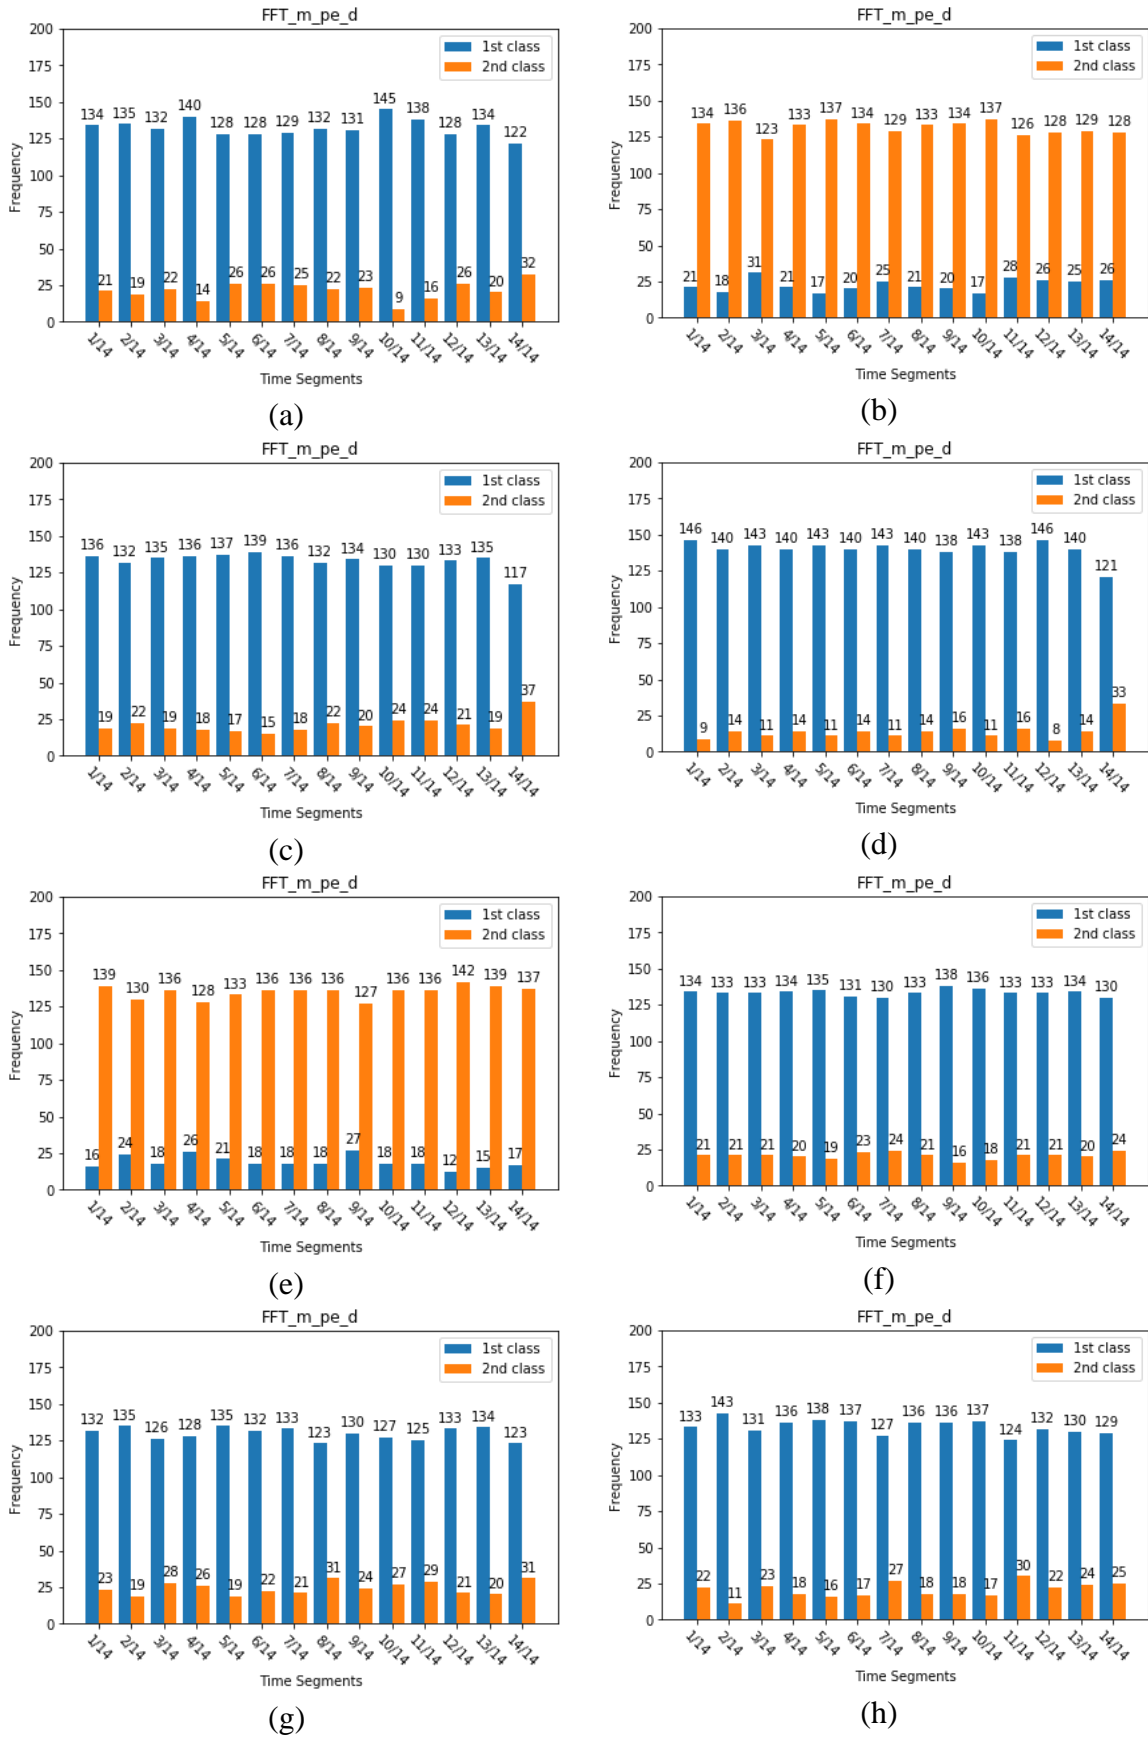 FFT_m_pe_d
200
175
150
125
100
75
50
25
0
Frequency
1st class
2nd class
134 135 132 140 128 128 129 132 131 145 138 128 134 122
21 19 22 14 26 26 25 22 23 9 16 26 20 32
1/14 2/14 3/14 4/14 5/14 6/14 7/14 8/14 9/14 10/14 11/14 12/14 13/14 14/14
Time Segments
(a)
FFT_m_pe_d
200
175
150
125
100
75
50
25
0
Frequency
1st class
2nd class
134 136 123 133 137 134 129 133 134 137 126 128 129 128
21 18 31 21 17 20 25 21 20 17 28 26 25 26
1/14 2/14 3/14 4/14 5/14 6/14 7/14 8/14 9/14 10/14 11/14 12/14 13/14 14/14
Time Segments
(b)
FFT_m_pe_d
200
175
150
125
100
75
50
25
0
Frequency
1st class
2nd class
136 132 135 136 137 139 136 132 134 130 130 133 135 117
19 22 19 18 17 15 18 22 20 24 24 21 19 37
1/14 2/14 3/14 4/14 5/14 6/14 7/14 8/14 9/14 10/14 11/14 12/14 13/14 14/14
Time Segments
(c)
FFT_m_pe_d
200
175
150
125
100
75
50
25
0
Frequency
1st class
2nd class
146 140 143 140 143 140 143 140 138 143 138 146 140 121
9 14 11 14 11 14 11 14 16 11 16 8 14 33
1/14 2/14 3/14 4/14 5/14 6/14 7/14 8/14 9/14 10/14 11/14 12/14 13/14 14/14
Time Segments
(d)
FFT_m_pe_d
200
175
150
125
100
75
50
25
0
Frequency
1st class
2nd class
139 130 136 128 133 136 136 136 127 136 136 142 139 137
16 24 18 26 21 18 18 18 27 18 18 12 15 17
1/14 2/14 3/14 4/14 5/14 6/14 7/14 8/14 9/14 10/14 11/14 12/14 13/14 14/14
Time Segments
(e)
FFT_m_pe_d
200
175
150
125
100
75
50
25
0
Frequency
1st class
2nd class
134 133 133 134 135 131 130 133 138 136 133 133 134 130
21 21 21 20 19 23 24 21 16 18 21 21 20 24
1/14 2/14 3/14 4/14 5/14 6/14 7/14 8/14 9/14 10/14 11/14 12/14 13/14 14/14
Time Segments
(f)
FFT_m_pe_d
200
175
150
125
100
75
50
25
0
Frequency
1st class
2nd class
132 135 126 128 135 132 133 123 130 127 125 133 134 123
23 19 28 26 19 22 21 31 24 27 29 21 20 31
1/14 2/14 3/14 4/14 5/14 6/14 7/14 8/14 9/14 10/14 11/14 12/14 13/14 14/14
Time Segments
(g)
FFT_m_pe_d
200
175
150
125
100
75
50
25
0
Frequency
1st class
2nd class
133 143 131 136 138 137 127 136 136 137 124 132 130 129
22 11 23 18 16 17 27 18 18 17 30 22 24 25
1/14 2/14 3/14 4/14 5/14 6/14 7/14 8/14 9/14 10/14 11/14 12/14 13/14 14/14
Time Segments
(h)